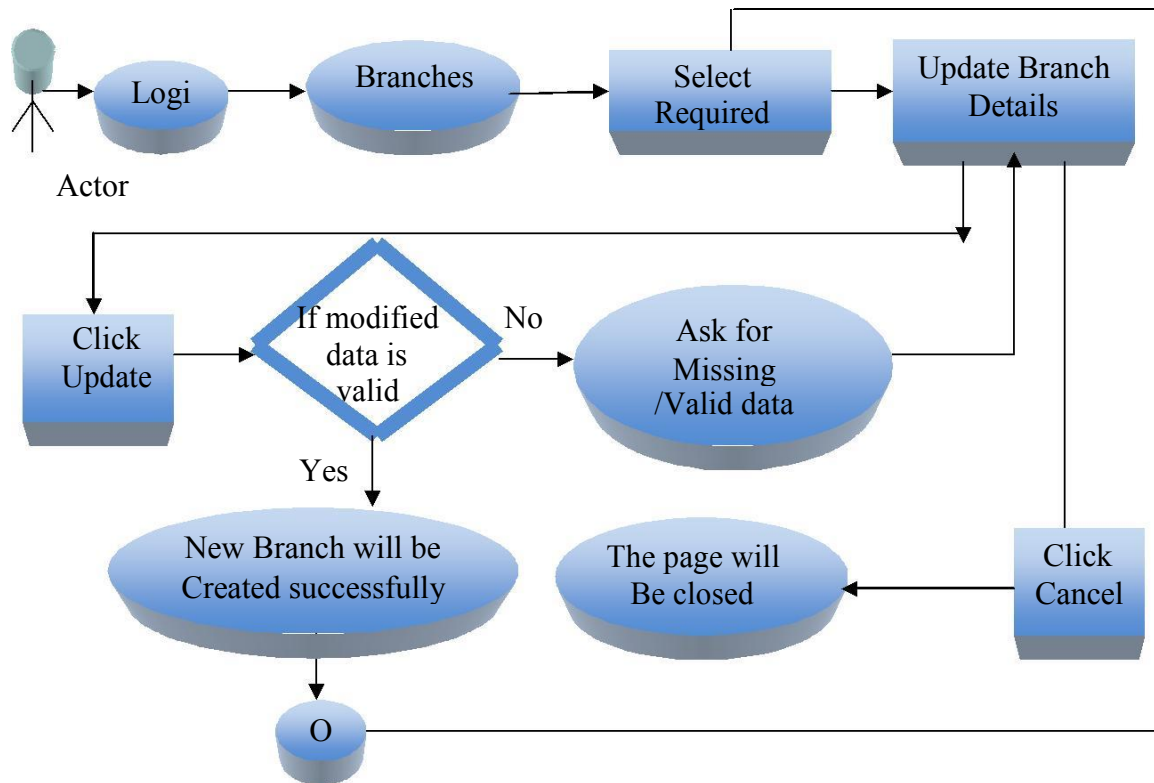 Logi
Branches
Select
Required
Update Branch
Details
Actor
Click
Update
If modified
data is
valid
No
Ask for
Missing
/Valid data
Yes
New Branch will be
Created successfully
The page will
Be closed
Click
Cancel
O